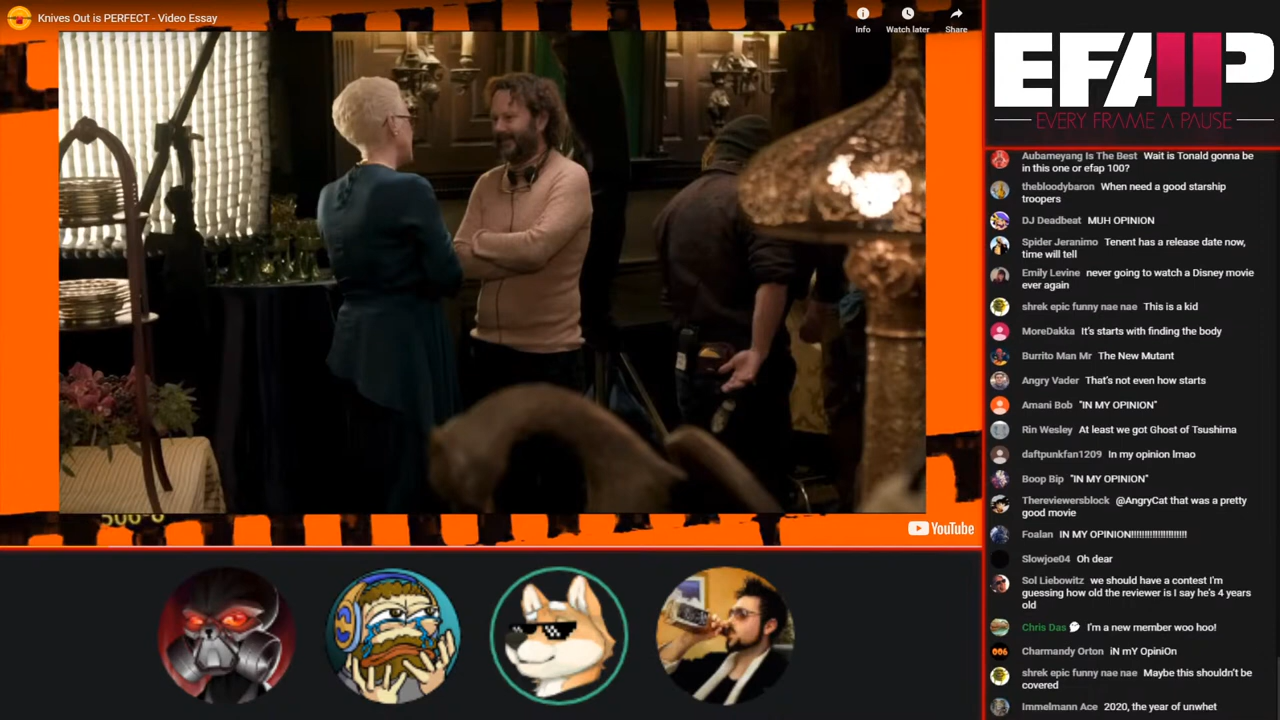 Knives Out is PERFECT - Video Essay
Info
Watch later
Share
YouTube
EFAP
EVERY FRAME A PAUSE
Aubameyang Is The Best Wait is Tonald gonna be
in this one or efap 100?
thebloodybaron When need a good starship
troopers
DJ Deadbeat MUH OPINION
Spider Jeranimo Tenent has a release date now,
time will tell
Emily Levine never going to watch a Disney movie
ever again
shrek epic funny nae nae This is a kid
MoreDakka It's starts with finding the body
Burrito Man Mr The New Mutant
Angry Vader That's not even how starts
Amani Bob "IN MY OPINION"
Rin Wesley At least we got Ghost of Tsushima
daftpunkfan1209 In my opinion lmao
Boop Bip "IN MY OPINION"
Thereviewersblock @AngryCat that was a pretty
good movie
Foalan IN MY OPINION!!!!!!!!!!!!!!!!!!!!!!
Slowjoe04 Oh dear
Sol Liebowitz we should have a contest I'm
guessing how old the reviewer is I say he's 4 years
old
Chris Das I'm a new member woo hoo!
006
Charmandy Orton iN mY OpiniOn
shrek epic funny nae nae Maybe this shouldn't be
covered
Immelmann Ace 2020, the year of unwhet